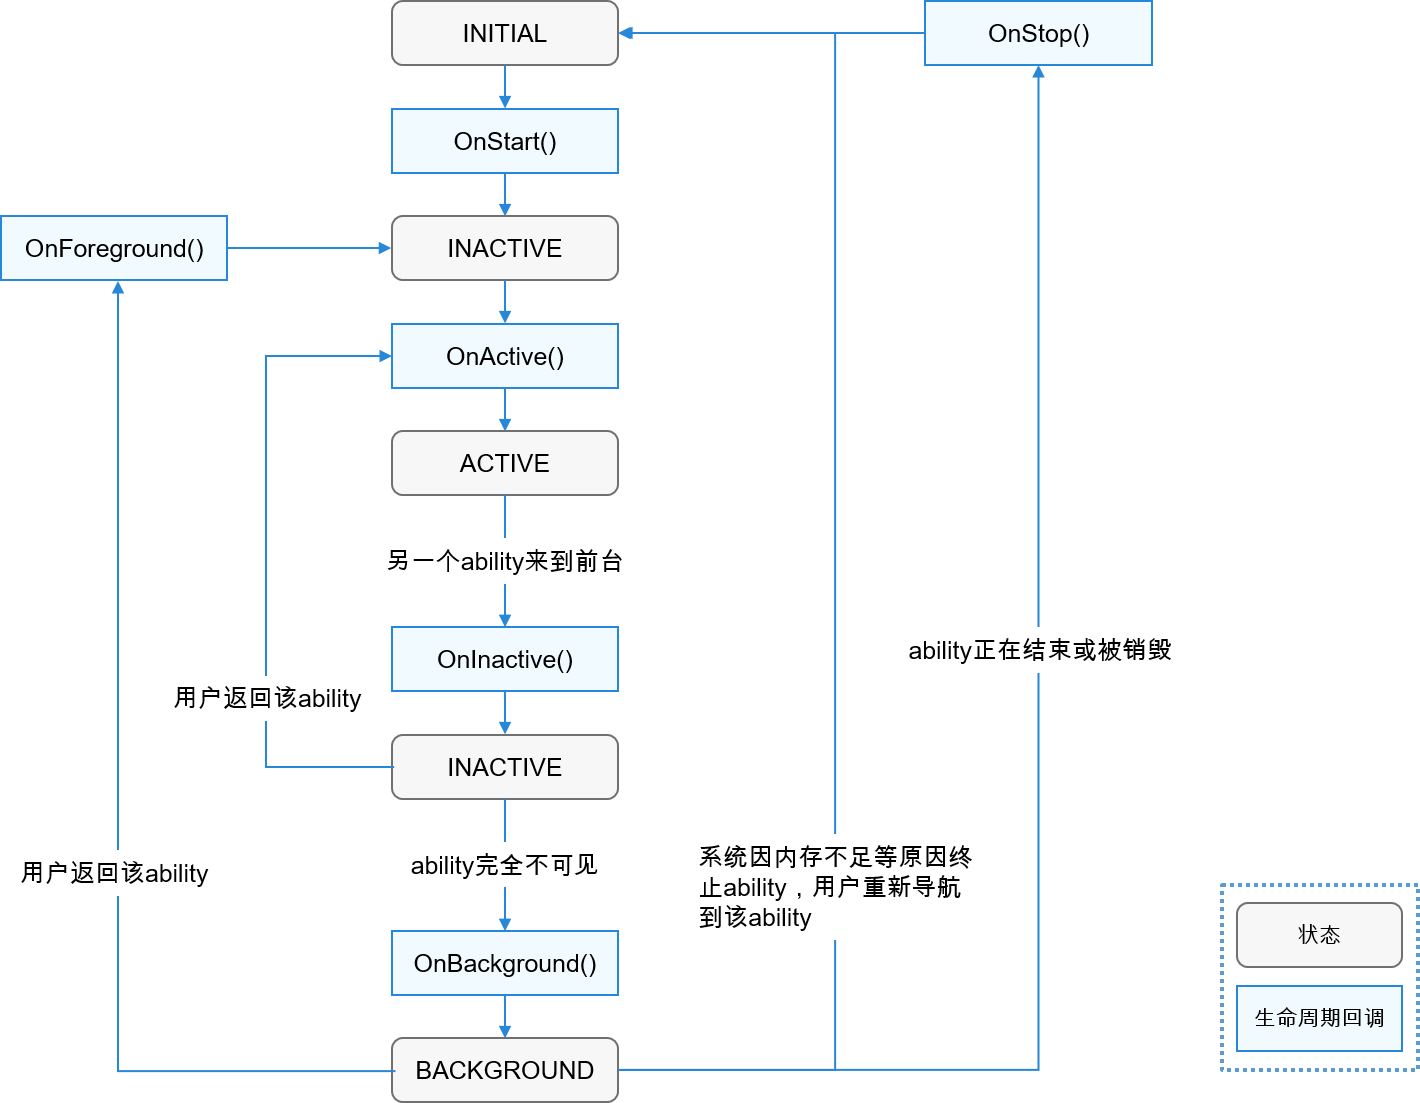 INITIAL
OnStop()
OnStart()
OnForeground()
INACTIVE
OnActive()
ACTIVE
另一个ability来到前台
OnInactive()
ability正在结束或被销毁
用户返回该ability
INACTIVE
ability完全不可见
用户返回该ability
系统因内存不足等原因终
止ability，用户重新导航
到该ability
OnBackground()
BACKGROUND
状态
生命周期回调